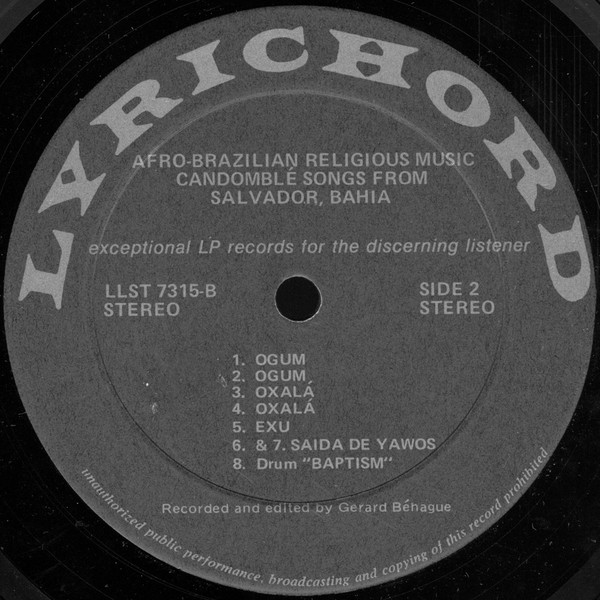 LYRICHORD
AFRO-BRAZILIAN RELIGIOUS MUSIC
CANDOMBLÉ SONGS FROM
SALVADOR, BAHIA
exceptional LP records for the discerning listener
LLST 7315-B
STEREO
SIDE 2
STEREO
1. OGUM
2. OGUM
3. OXALÁ
4. OXALÁ
5. EXU
6. & 7. SAIDA DE YAWOS
8. Drum "BAPTISM"
Recorded and edited by Gerard Béhague
unauthorized public performance, broadcasting and copying of this record prohibited